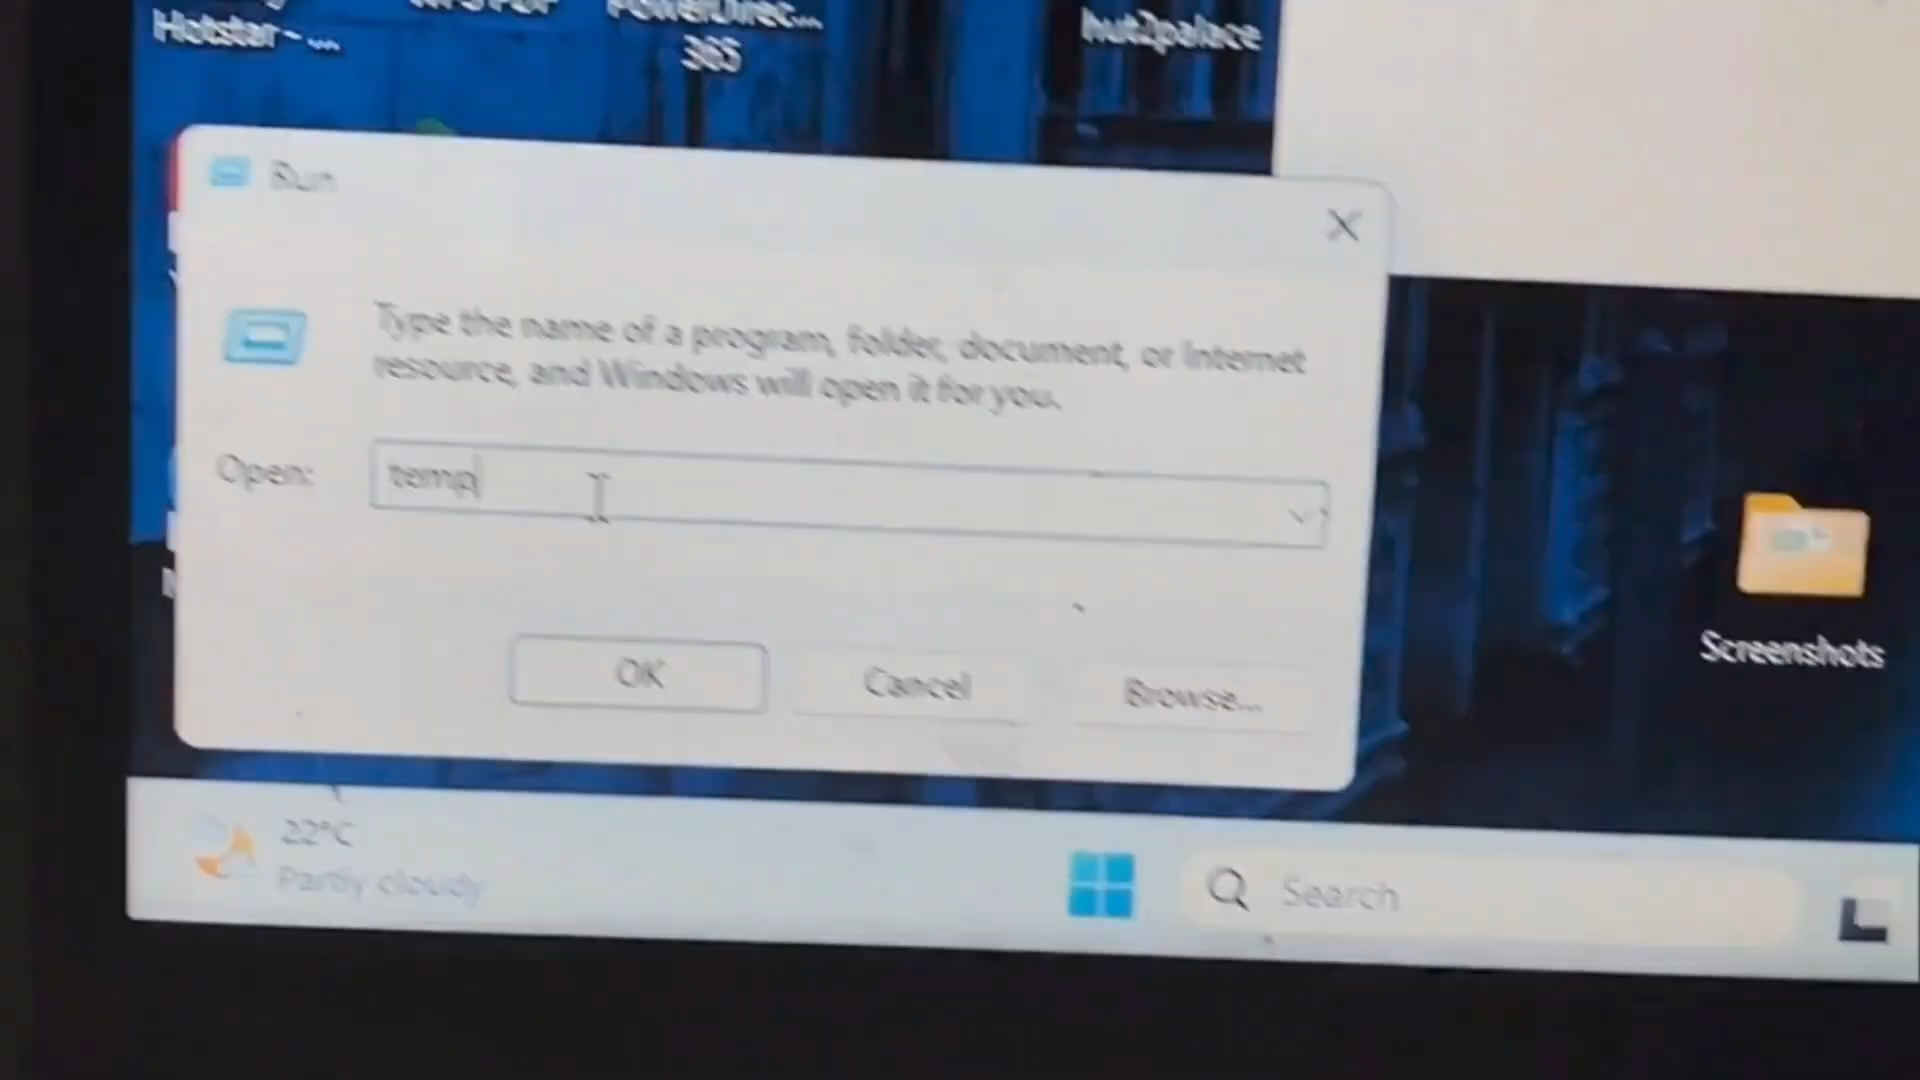 Hotstar - ...
PowerDirec...
365
hut2palace
Run
Type the name of a program, folder, document, or Internet
resource, and Windows will open it for you.
Open:
temp
OK
Cancel
Browse...
Screenshots
22°C
Partly cloudy
Search